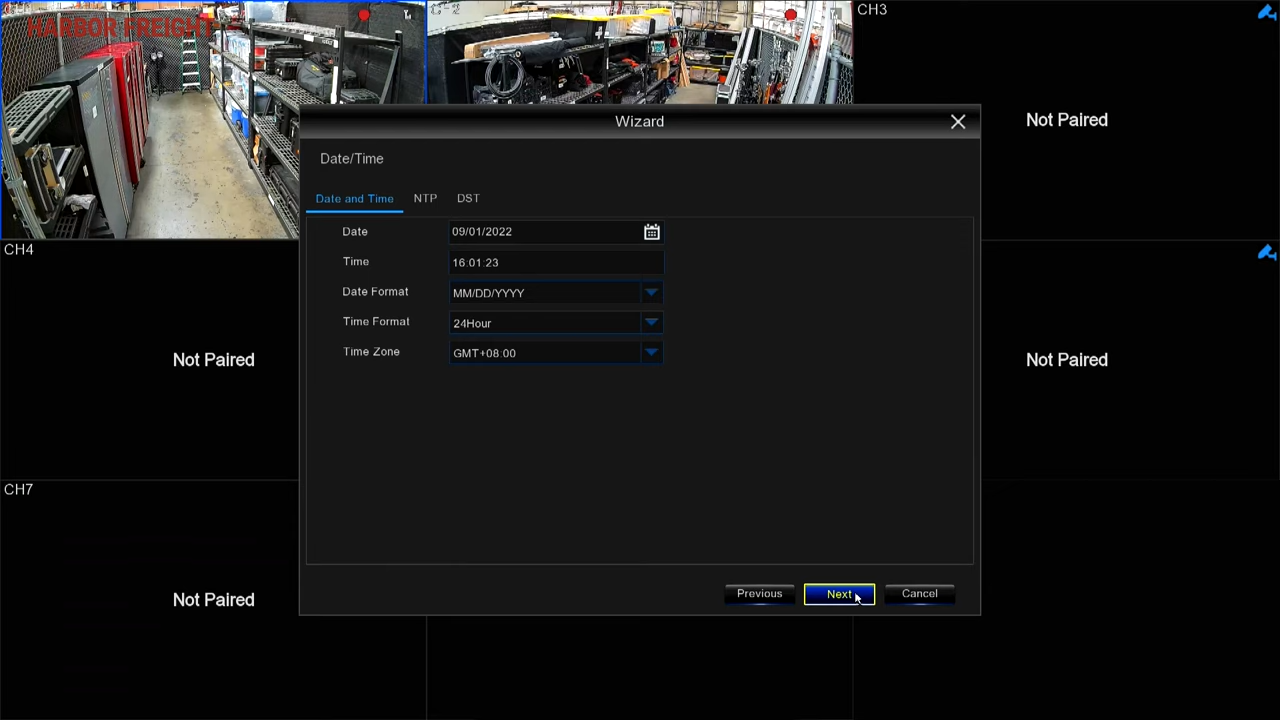 HARBOR FREIGHT
CH3
Not Paired
Wizard
Date/Time
Date and Time NTP DST
Date 09/01/2022
Time 16:01:23
Date Format MM/DD/YYYY
Time Format 24Hour
Time Zone GMT+08:00
CH4
Not Paired
Not Paired
CH7
Not Paired
Previous Next Cancel